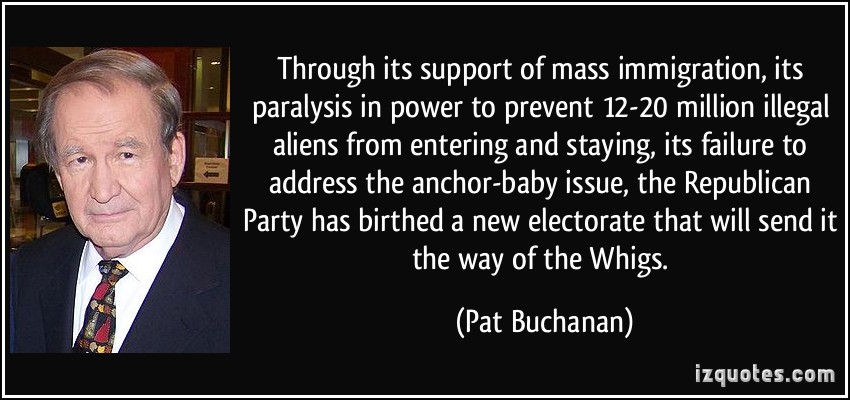 Through its support of mass immigration, its
paralysis in power to prevent 12-20 million illegal
aliens from entering and staying, its failure to
address the anchor-baby issue, the Republican
Party has birthed a new electorate that will send it
the way of the Whigs.
(Pat Buchanan)
izquotes.com